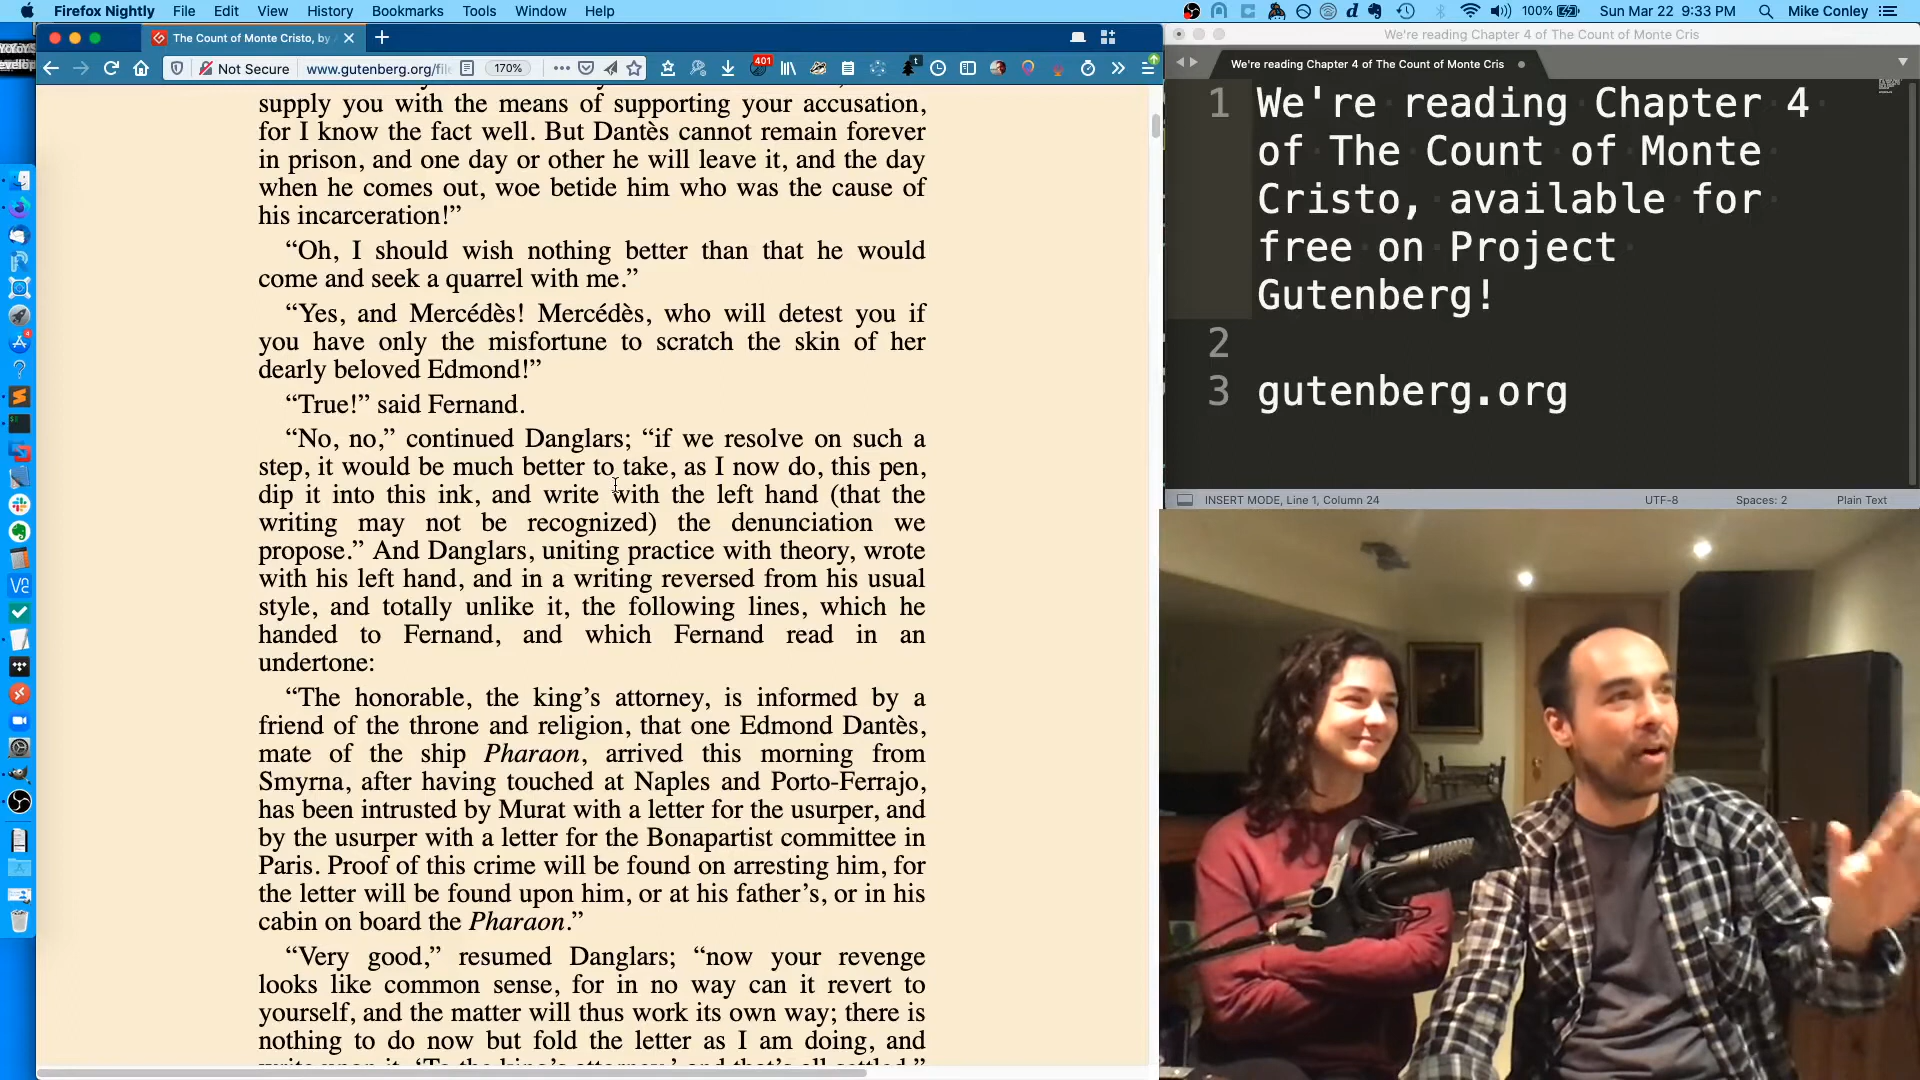 Firefox Nightly File Edit View History Bookmarks Tools Window Help
100% Sun Mar 22 9:33 PM Mike Conley
The Count of Monte Cristo, by
Not Secure www.gutenberg.org/file 170% 401
supply you with the means of supporting your accusation,
for I know the fact well. But Dantès cannot remain forever
in prison, and one day or other he will leave it, and the day
when he comes out, woe betide him who was the cause of
his incarceration!”
“Oh, I should wish nothing better than that he would
come and seek a quarrel with me.”
“Yes, and Mercédès! Mercédès, who will detest you if
you have only the misfortune to scratch the skin of her
dearly beloved Edmond!”
“True!” said Fernand.
“No, no,” continued Danglars; “if we resolve on such a
step, it would be much better to take, as I now do, this pen,
dip it into this ink, and write with the left hand (that the
writing may not be recognized) the denunciation we
propose.” And Danglars, uniting practice with theory, wrote
with his left hand, and in a writing reversed from his usual
style, and totally unlike it, the following lines, which he
handed to Fernand, and which Fernand read in an
undertone:
“The honorable, the king’s attorney, is informed by a
friend of the throne and religion, that one Edmond Dantès,
mate of the ship Pharaon, arrived this morning from
Smyrna, after having touched at Naples and Porto-Ferrajo,
has been intrusted by Murat with a letter for the usurper, and
by the usurper with a letter for the Bonapartist committee in
Paris. Proof of this crime will be found on arresting him, for
the letter will be found upon him, or at his father’s, or in his
cabin on board the Pharaon.”
“Very good,” resumed Danglars; “now your revenge
looks like common sense, for in no way can it revert to
yourself, and the matter will thus work its own way; there is
nothing to do now but fold the letter as I am doing, and
write upon it, ‘To the king’s attorney,’ and that’s all settled.”
We're reading Chapter 4 of The Count of Monte Cris
We're reading Chapter 4 of The Count of Monte Cris
1 We're reading Chapter 4
of The Count of Monte
Cristo, available for
free on Project
Gutenberg!
2
3 gutenberg.org
INSERT MODE, Line 1, Column 24 UTF-8 Spaces: 2 Plain Text